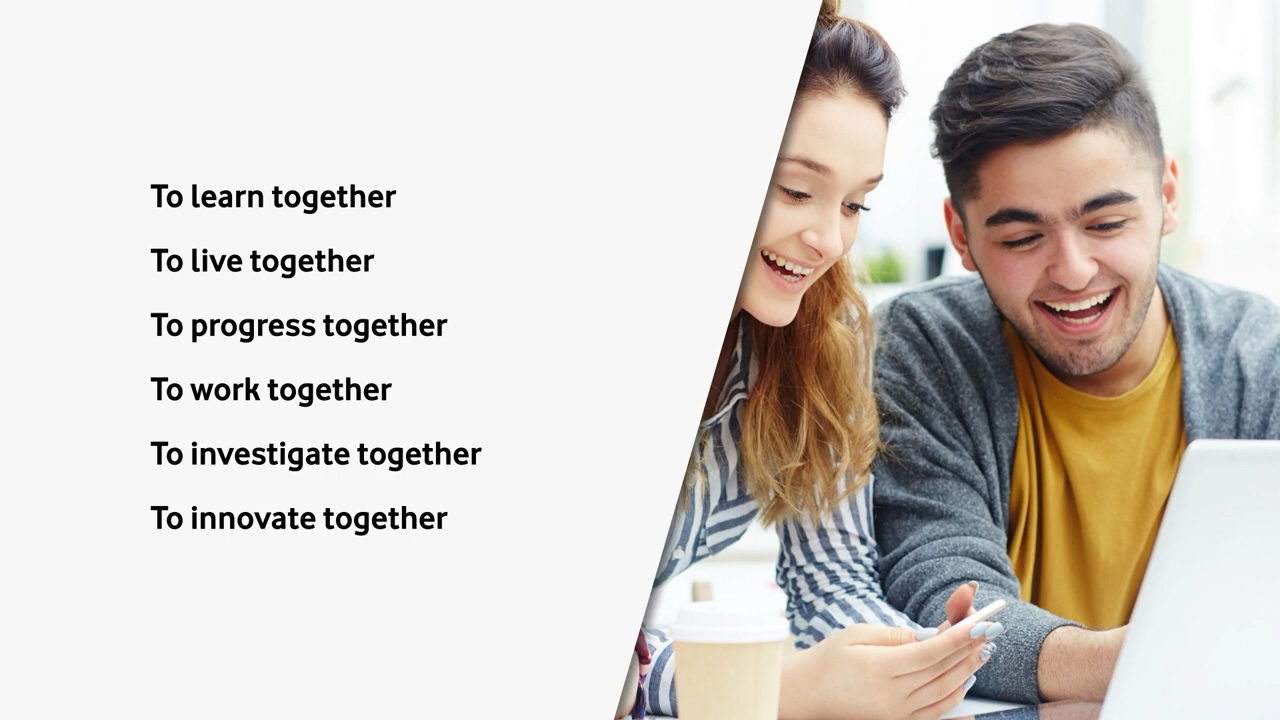 To learn together
To live together
To progress together
To work together
To investigate together
To innovate together